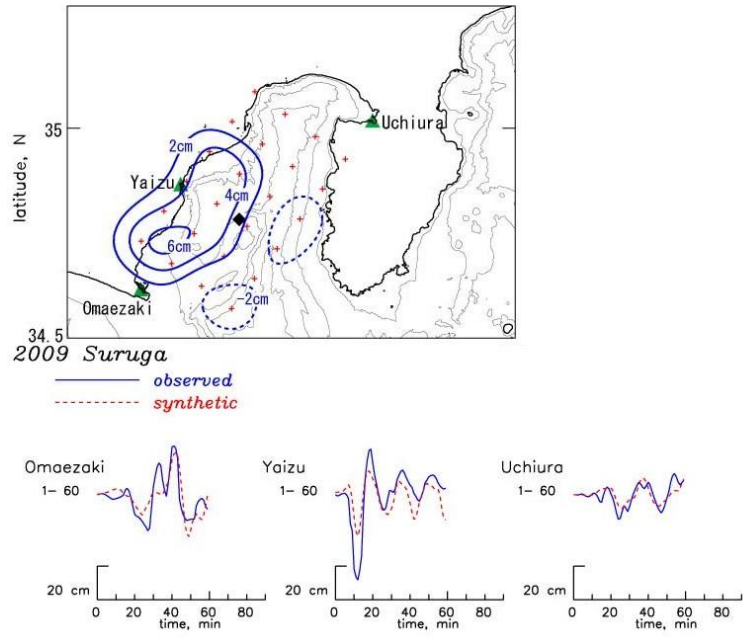 latitude, N
35
34.5
2cm
4cm
6cm
-2cm
Yaizu
Uchiura
Omaezaki
2009 Suruga
observed
synthetic
Omaezaki
1- 60
20 cm
0 20 40 60 80
time, min
Yaizu
1- 60
20 cm
0 20 40 60 80
time, min
Uchiura
1- 60
20 cm
0 20 40 60 80
time, min